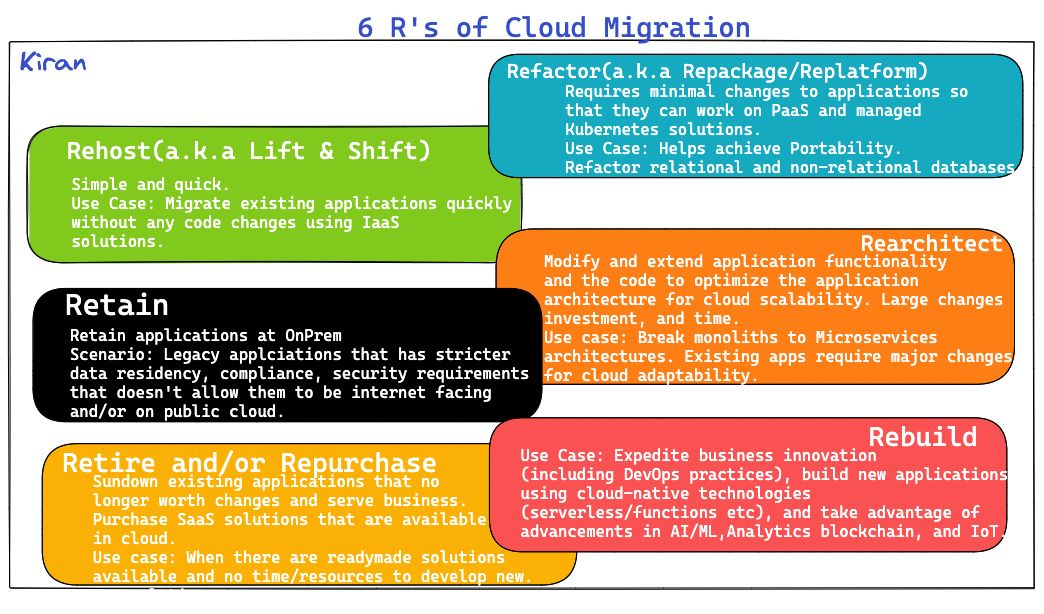 6 R's of Cloud Migration
Kiran
Refactor(a.k.a Repackage/Replatform)
Requires minimal changes to applications so
that they can work on PaaS and managed
Kubernetes solutions.
Use Case: Helps achieve Portability.
Refactor relational and non-relational databases
Rehost(a.k.a Lift & Shift)
Simple and quick.
Use Case: Migrate existing applications quickly
without any code changes using IaaS
solutions.
Rearchitect
Modify and extend application functionality
and the code to optimize the application
architecture for cloud scalability. Large changes
investment, and time.
Use case: Break monoliths to Microservices
architectures. Existing apps require major changes
for cloud adaptability.
Retain
Retain applications at OnPrem
Scenario: Legacy applciations that has stricter
data residency, compliance, security requirements
that doesn't allow them to be internet facing
and/or on public cloud.
Rebuild
Use Case: Expedite business innovation
(including DevOps practices), build new applications
using cloud-native technologies
(serverless/functions etc), and take advantage of
advancements in AI/ML,Analytics blockchain, and IoT.
Retire and/or Repurchase
Sundown existing applications that no
longer worth changes and serve business.
Purchase SaaS solutions that are available
in cloud.
Use case: When there are readymade solutions
available and no time/resources to develop new.